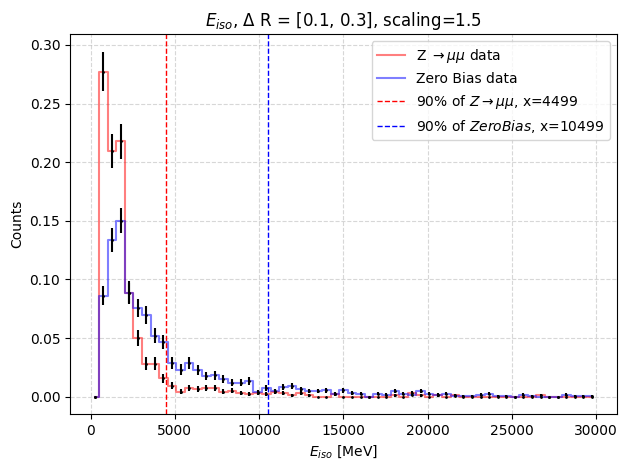 E_iso, Δ R = [0.1, 0.3], scaling=1.5
Z →μμ data
Zero Bias data
90% of Z→μμ, x=4499
90% of ZeroBias, x=10499
Counts
0.30
0.25
0.20
0.15
0.10
0.05
0.00
0 5000 10000 15000 20000 25000 30000
E_iso [MeV]